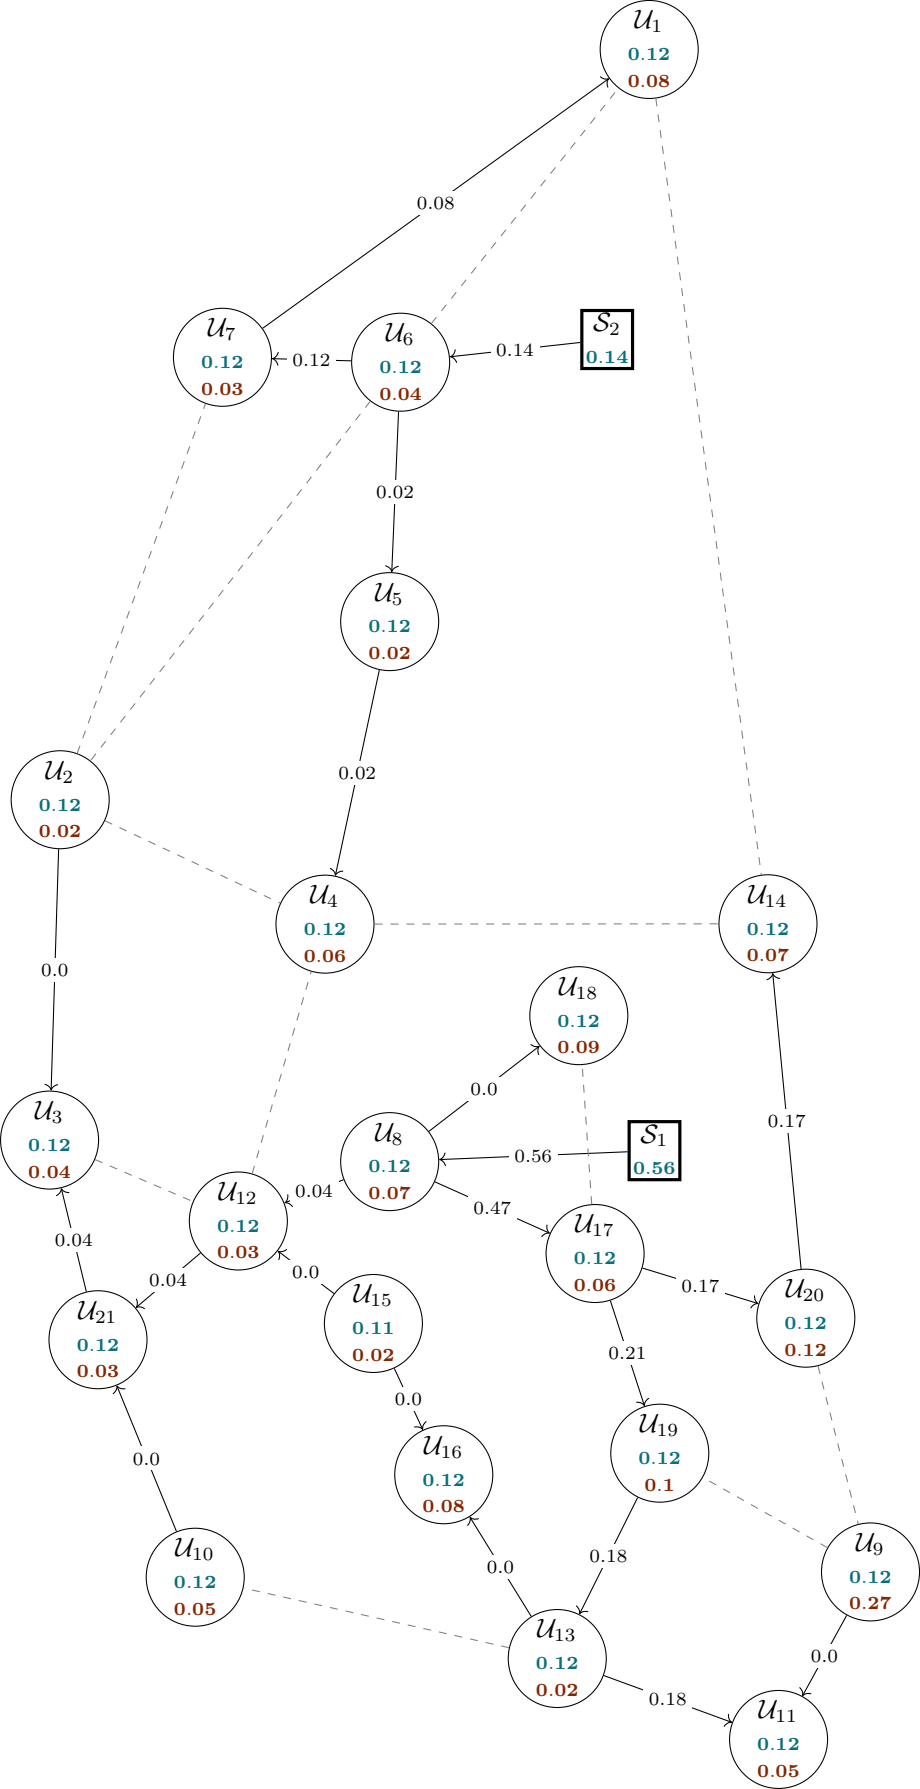 𝒰₁
0.12
0.08
0.08
𝒰₇
0.12
0.03
0.12
𝒰₆
0.12
0.04
0.14
𝒮₂
0.14
0.02
𝒰₅
0.12
0.02
0.02
𝒰₂
0.12
0.02
𝒰₄
0.12
0.06
𝒰₁₄
0.12
0.07
0.0
𝒰₁₈
0.12
0.09
0.0
0.17
𝒰₃
0.12
0.04
𝒰₈
0.12
0.07
0.56
𝒮₁
0.56
𝒰₁₂
0.12
0.03
0.04
0.47
𝒰₁₇
0.12
0.06
0.04
0.04
0.0
0.17
𝒰₂₁
0.12
0.03
𝒰₁₅
0.11
0.02
𝒰₂₀
0.12
0.12
0.21
0.0
𝒰₁₆
0.12
0.08
𝒰₁₉
0.12
0.1
0.0
𝒰₁₀
0.12
0.05
0.0
0.18
𝒰₉
0.12
0.27
𝒰₁₃
0.12
0.02
0.0
0.18
𝒰₁₁
0.12
0.05